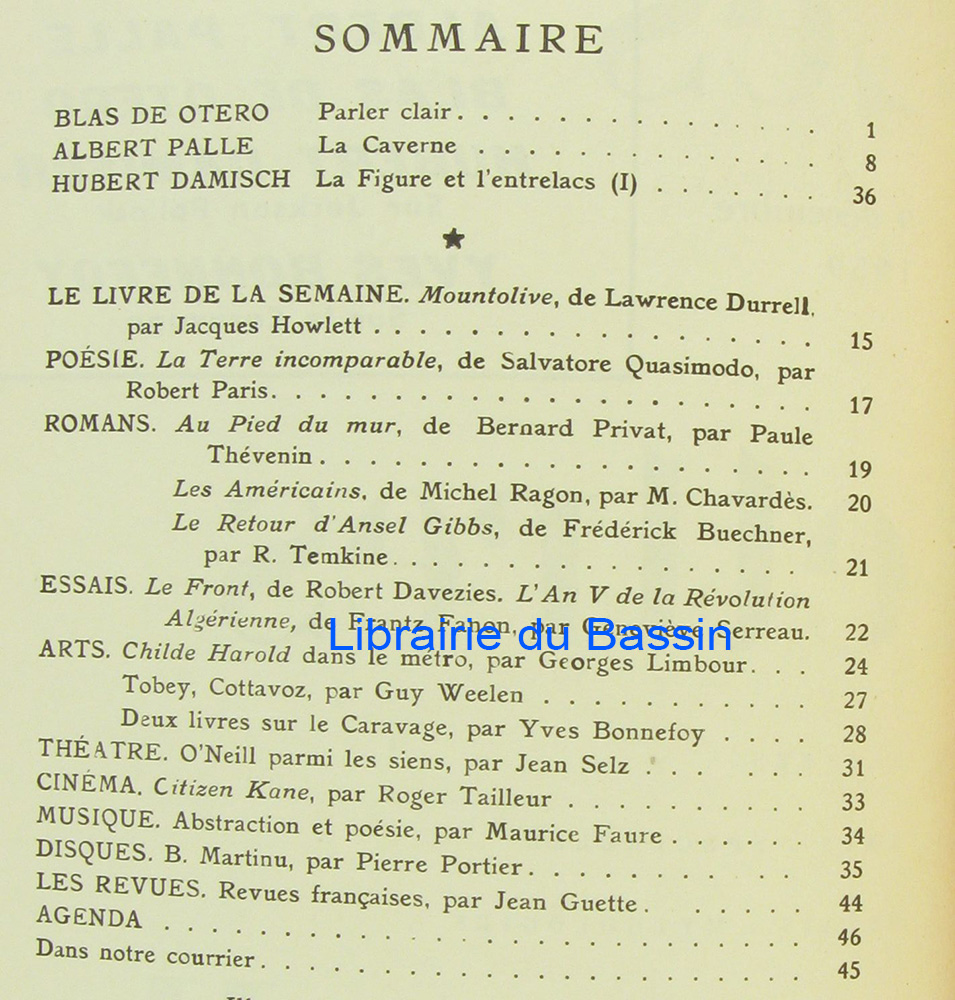 SOMMAIRE
BLAS DE OTERO Parler clair. . . . . . . . . . . . . . . 1
ALBERT PALLE La Caverne . . . . . . . . . . . . . . 8
HUBERT DAMISCH La Figure et l'entrelacs (I) . . . . . . . 36
★
LE LIVRE DE LA SEMAINE. Mountolive, de Lawrence Durrell,
par Jacques Howlett . . . . . . . . . . . . . . . . . 15
POÉSIE. La Terre incomparable, de Salvatore Quasimodo, par
Robert Paris. . . . . . . . . . . . . . . . . . . . . 17
ROMANS. Au Pied du mur, de Bernard Privat, par Paule
Thévenin . . . . . . . . . . . . . . . . . . . 19
Les Américains, de Michel Ragon, par M. Chavardès. 20
Le Retour d'Ansel Gibbs, de Frédérick Buechner,
par R. Temkine. . . . . . . . . . . . . . . . 21
ESSAIS. Le Front, de Robert Davezies. L'An V de la Révolution
Algérienne, de Frantz Fanon, par Geneviève Serreau. 22
Librairie du Bassin
ARTS. Childe Harold dans le métro, par Georges Limbour. . . 24
Tobey, Cottavoz, par Guy Weelen . . . . . . . . . . . 27
Deux livres sur le Caravage, par Yves Bonnefoy . . . . 28
THÉATRE. O'Neill parmi les siens, par Jean Selz . . . . . . 31
CINÉMA. Citizen Kane, par Roger Tailleur . . . . . . . . . . 33
MUSIQUE. Abstraction et poésie, par Maurice Faure . . . . . . 34
DISQUES. B. Martinu, par Pierre Portier. . . . . . . . . . . 35
LES REVUES. Revues françaises, par Jean Guette . . . . . . 44
AGENDA . . . . . . . . . . . . . . . . . . . . . . . . 46
Dans notre courrier. . . . . . . . . . . . . . . . . . . . 45